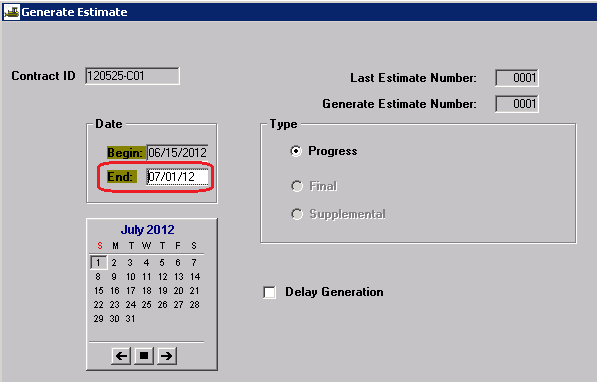 Generate Estimate
Contract ID 120525-C01
Last Estimate Number: 0001
Generate Estimate Number: 0001
Date
Begin: 06/15/2012
End: 07/01/12
Type
Progress
Final
Supplemental
July 2012
S M T W T F S
1 2 3 4 5 6 7
8 9 10 11 12 13 14
15 16 17 18 19 20 21
22 23 24 25 26 27 28
29 30 31
Delay Generation